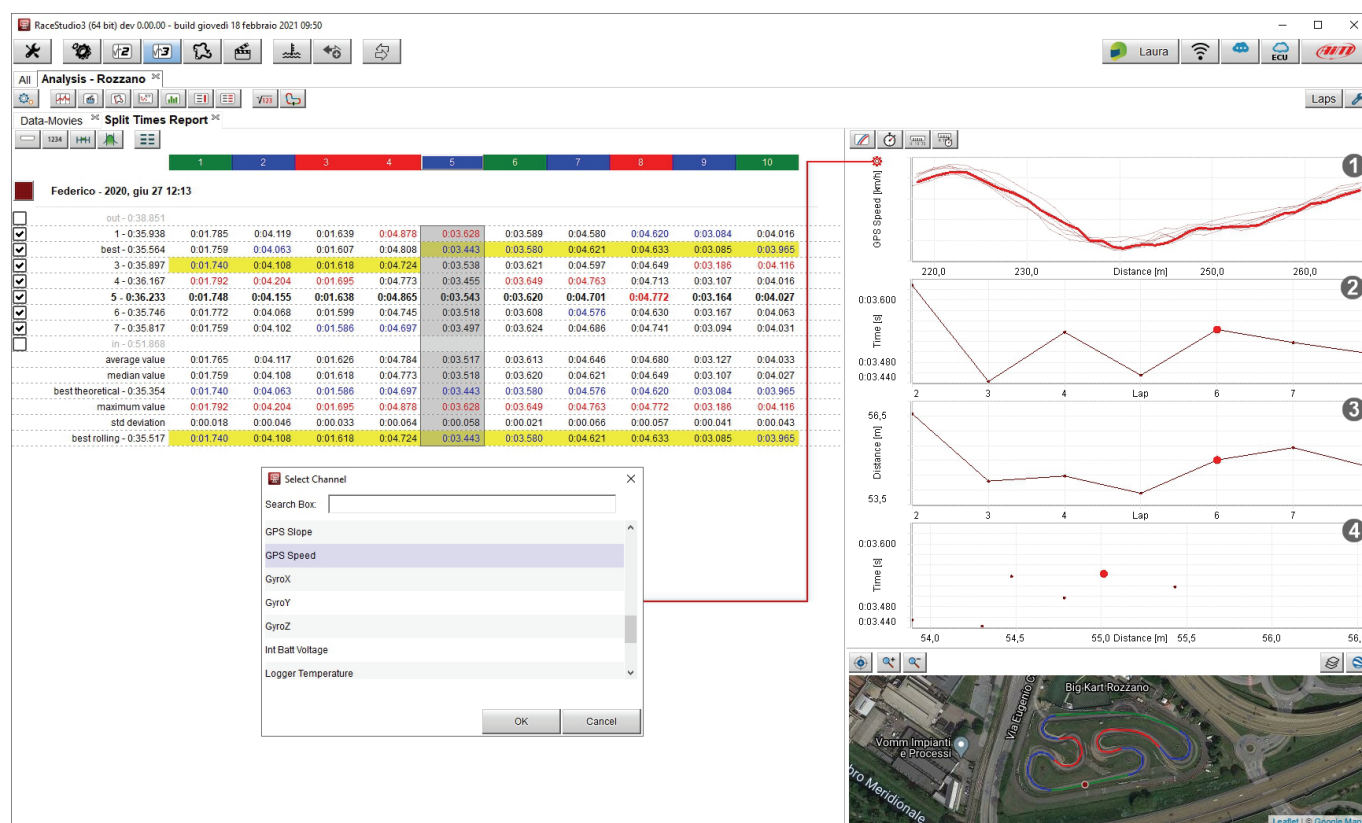 RaceStudio3 (64 bit) dev 0.00.00 - build giovedì 18 febbraio 2021 09:50
2 3 Laura ECU AIM
All Analysis - Rozzano
√123 Laps
Data-Movies Split Times Report
1234
1 2 3 4 5 6 7 8 9 10
Federico - 2020, giu 27 12:13
out - 0:38.851
1 - 0:35.938 0:01.785 0:04.119 0:01.639 0:04.878 0:03.628 0:03.589 0:04.580 0:04.620 0:03.084 0:04.016
best - 0:35.564 0:01.759 0:04.063 0:01.607 0:04.808 0:03.443 0:03.580 0:04.621 0:04.633 0:03.085 0:03.965
3 - 0:35.897 0:01.740 0:04.108 0:01.618 0:04.724 0:03.538 0:03.621 0:04.597 0:04.649 0:03.186 0:04.116
4 - 0:36.167 0:01.792 0:04.204 0:01.695 0:04.773 0:03.455 0:03.649 0:04.763 0:04.713 0:03.107 0:04.016
5 - 0:36.233 0:01.748 0:04.155 0:01.638 0:04.865 0:03.543 0:03.620 0:04.701 0:04.772 0:03.164 0:04.027
6 - 0:35.746 0:01.772 0:04.068 0:01.599 0:04.745 0:03.518 0:03.608 0:04.576 0:04.630 0:03.167 0:04.063
7 - 0:35.817 0:01.759 0:04.102 0:01.586 0:04.697 0:03.497 0:03.624 0:04.686 0:04.741 0:03.094 0:04.031
in - 0:51.868
average value 0:01.765 0:04.117 0:01.626 0:04.784 0:03.517 0:03.613 0:04.646 0:04.680 0:03.127 0:04.033
median value 0:01.759 0:04.108 0:01.618 0:04.773 0:03.518 0:03.620 0:04.621 0:04.649 0:03.107 0:04.027
best theoretical - 0:35.354 0:01.740 0:04.063 0:01.586 0:04.697 0:03.443 0:03.580 0:04.576 0:04.620 0:03.084 0:03.965
maximum value 0:01.792 0:04.204 0:01.695 0:04.878 0:03.628 0:03.649 0:04.763 0:04.772 0:03.186 0:04.116
std deviation 0:00.018 0:00.046 0:00.033 0:00.064 0:00.058 0:00.021 0:00.066 0:00.057 0:00.041 0:00.043
best rolling - 0:35.517 0:01.740 0:04.108 0:01.618 0:04.724 0:03.443 0:03.580 0:04.621 0:04.633 0:03.085 0:03.965
Select Channel
Search Box:
GPS Slope
GPS Speed
GyroX
GyroY
GyroZ
Int Batt Voltage
Logger Temperature
OK Cancel
1
GPS Speed [km/h]
220,0 230,0 Distance [m] 250,0 260,0
2
0:03.600
Time [s]
0:03.480
0:03.440
2 3 4 Lap 6 7
3
56,5
Distance [m]
53,5
2 3 4 Lap 6 7
4
0:03.600
Time [s]
0:03.480
0:03.440
54,0 54,5 55,0 Distance [m] 55,5 56,0 56,
Big Kart Rozzano
Via Eugenio C
Vomm Impianti
e Processi
bro Meridionale
Leaflet | © Google Map